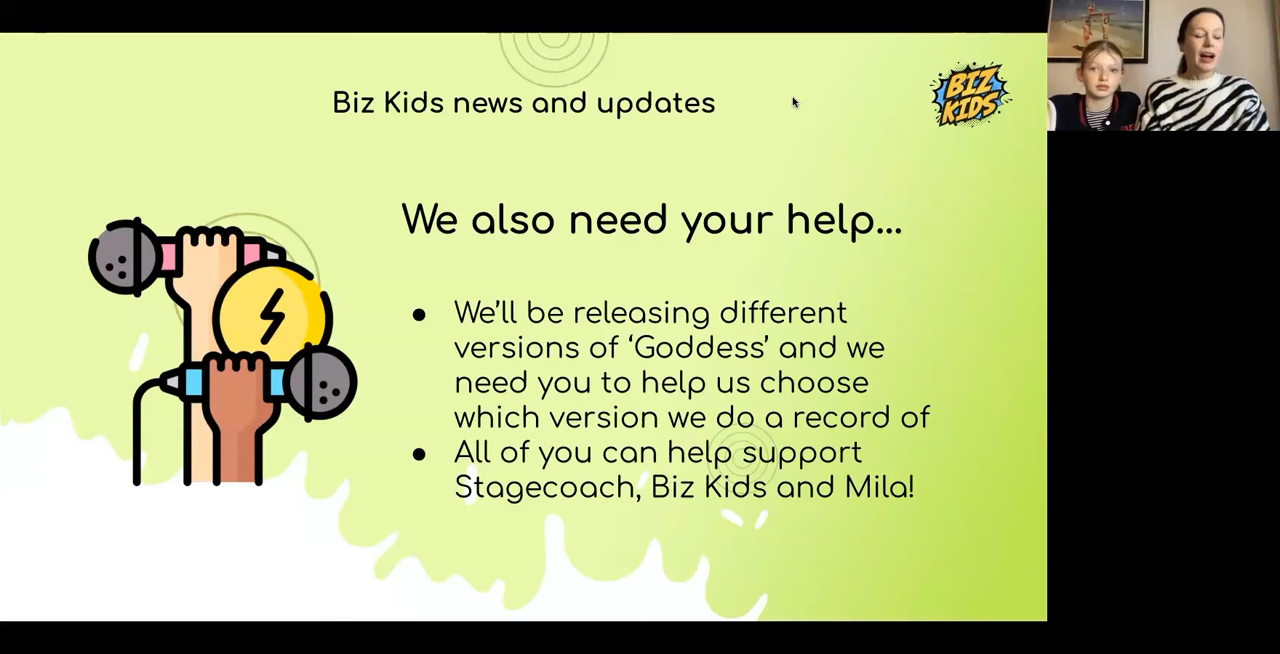 Biz Kids news and updates
BIZ
KIDS
We also need your help...
● We'll be releasing different
versions of ‘Goddess’ and we
need you to help us choose
which version we do a record of
● All of you can help support
Stagecoach, Biz Kids and Mila!